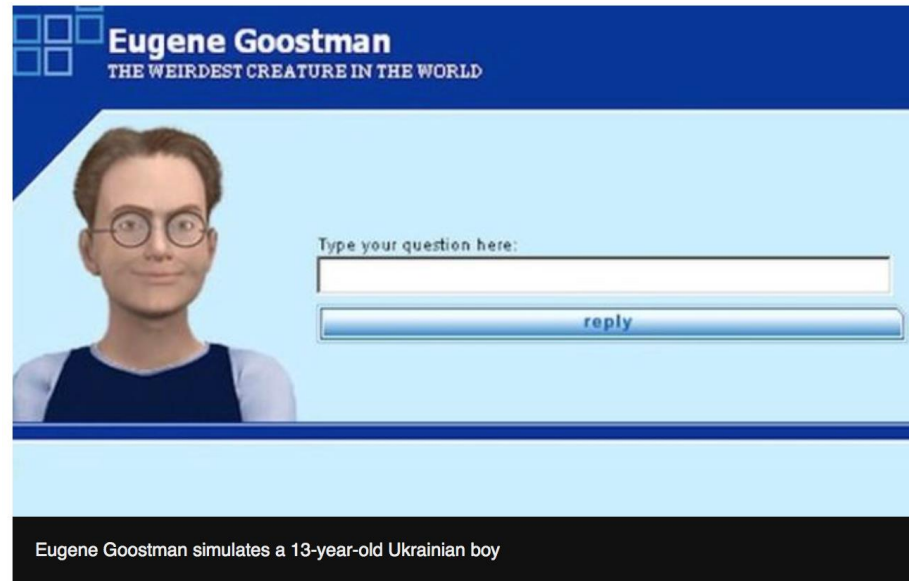 Eugene Goostman
THE WEIRDEST CREATURE IN THE WORLD
Type your question here:
reply
Eugene Goostman simulates a 13-year-old Ukrainian boy